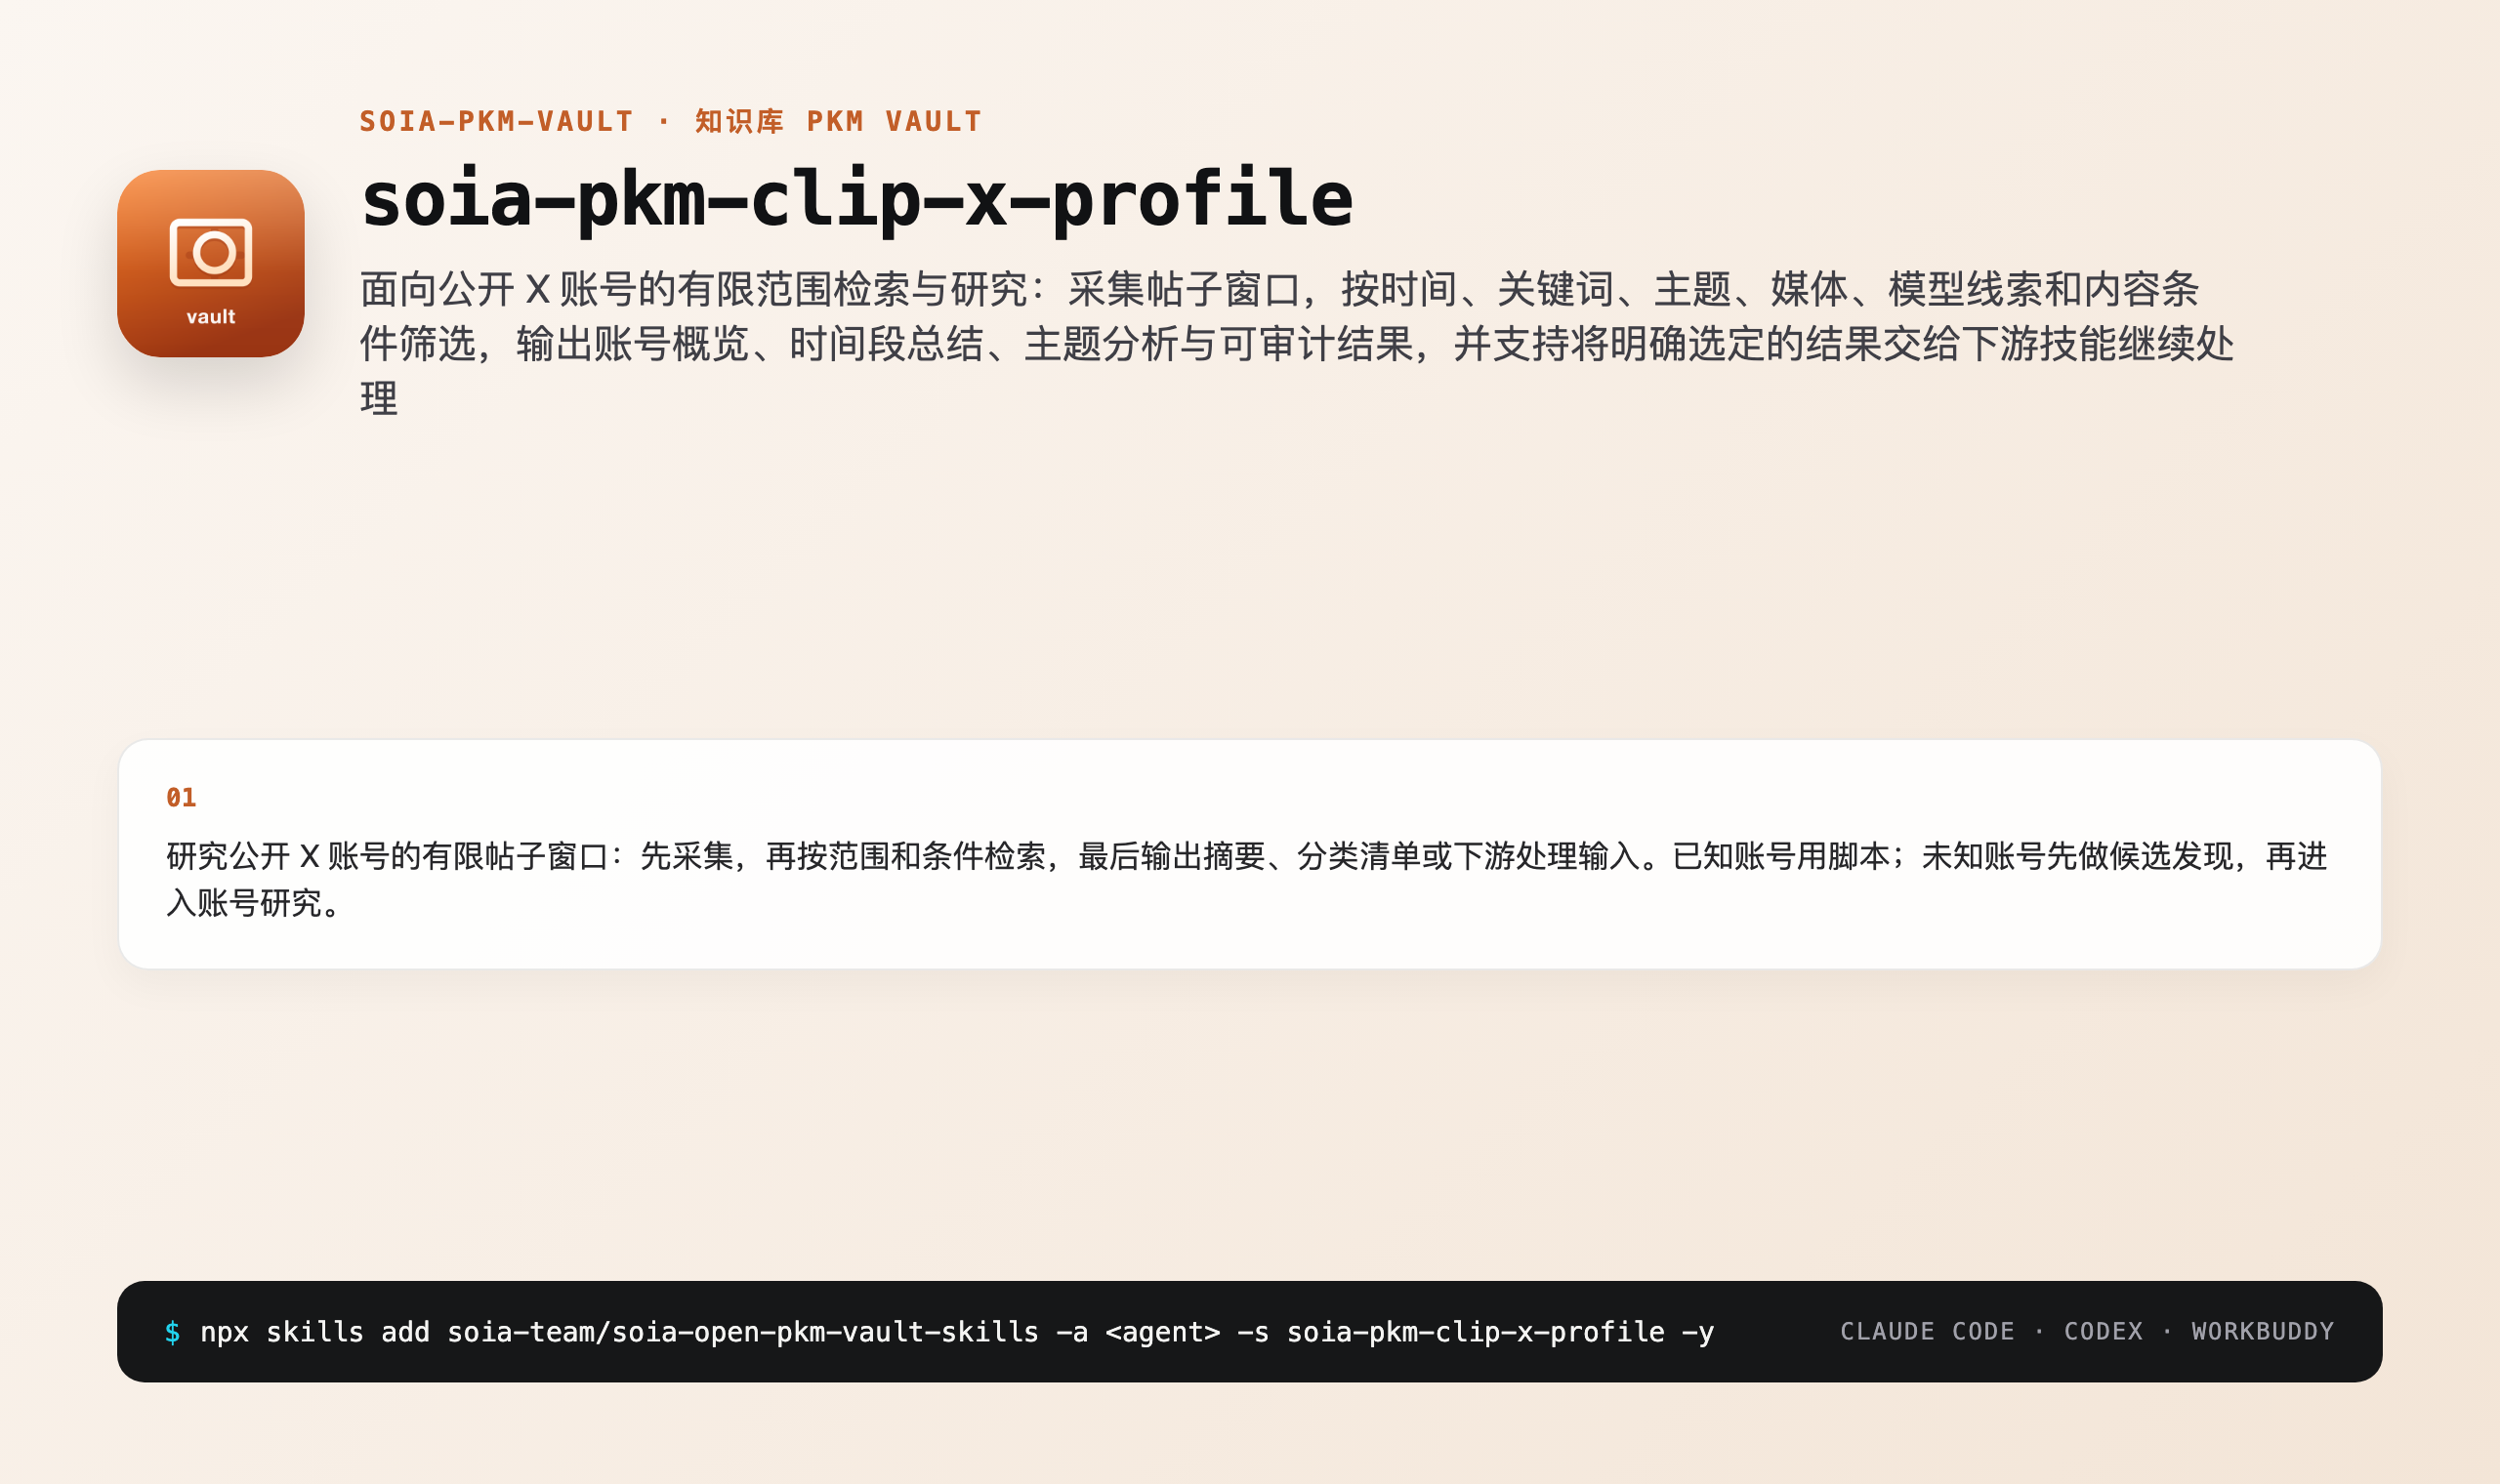 SOIA-PKM-VAULT · 知识库 PKM VAULT
soia-pkm-clip-x-profile
vault
面向公开 X 账号的有限范围检索与研究：采集帖子窗口，按时间、关键词、主题、媒体、模型线索和内容条
件筛选，输出账号概览、时间段总结、主题分析与可审计结果，并支持将明确选定的结果交给下游技能继续处
理
01
研究公开 X 账号的有限帖子窗口：先采集，再按范围和条件检索，最后输出摘要、分类清单或下游处理输入。已知账号用脚本；未知账号先做候选发现，再进
入账号研究。
$ npx skills add soia-team/soia-open-pkm-vault-skills -a <agent> -s soia-pkm-clip-x-profile -y
CLAUDE CODE · CODEX · WORKBUDDY